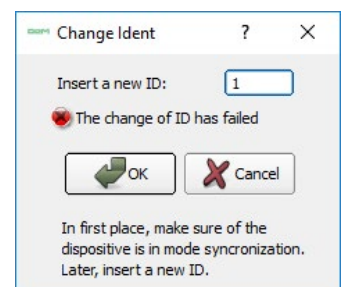 Change Ident ?
Insert a new ID: 1
The change of ID has failed
OK Cancel
In first place, make sure of the
dispositive is in mode syncronization.
Later, insert a new ID.